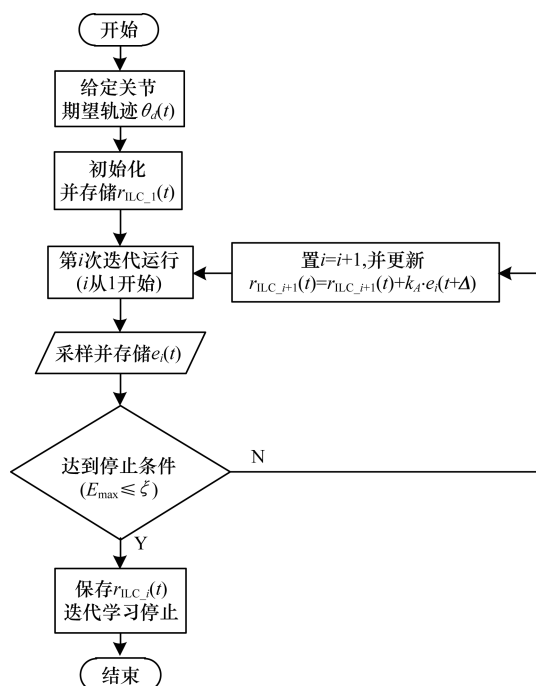 开始
给定关节
期望轨迹θd(t)
初始化
并存储rILC_1(t)
第i次迭代运行
(i从1开始)
置i=i+1,并更新
rILC_i+1(t)=rILC_i+1(t)+kA·ei(t+Δ)
采样并存储ei(t)
达到停止条件
(Emax≤ξ)
N
Y
保存rILC_i(t)
迭代学习停止
结束